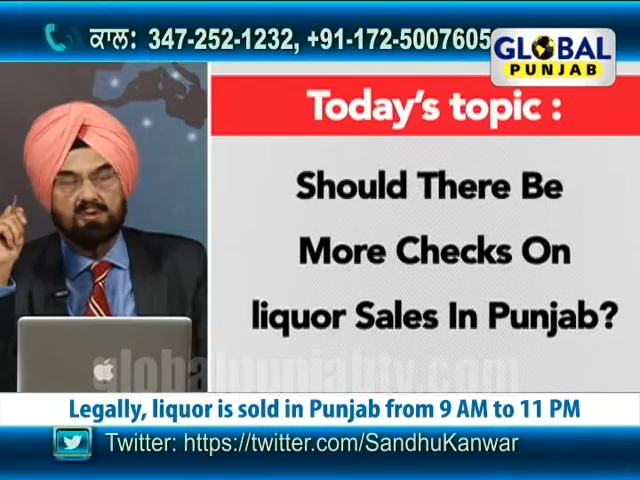 ਕਾਲ: 347-252-1232, +91-172-5007605
GLOBAL
PUNJAB
Today's topic :
Should There Be
More Checks On
liquor Sales In Punjab?
globalpunjabtv.com
Legally, liquor is sold in Punjab from 9 AM to 11 PM
Twitter: https://twitter.com/SandhuKanwar